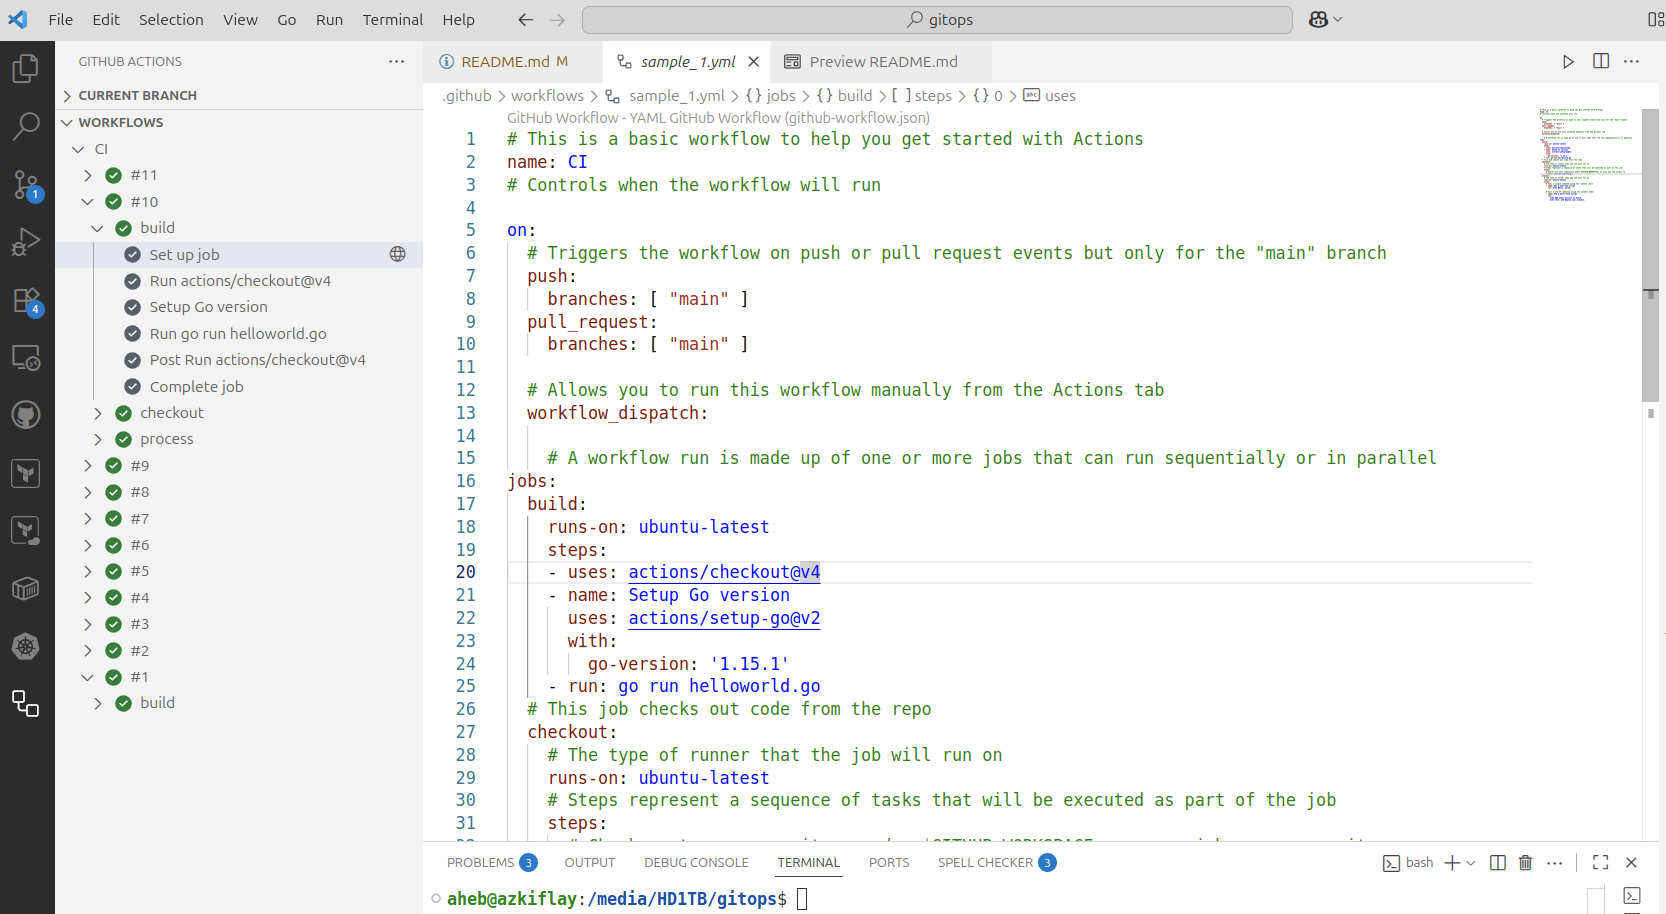 File Edit Selection View Go Run Terminal Help
gitops
GITHUB ACTIONS
CURRENT BRANCH
WORKFLOWS
CI
#11
#10
build
Set up job
Run actions/checkout@v4
Setup Go version
Run go run helloworld.go
Post Run actions/checkout@v4
Complete job
checkout
process
#9
#8
#7
#6
#5
#4
#3
#2
#1
build
1
4
README.md M
sample_1.yml
Preview README.md
.github > workflows > sample_1.yml > {} jobs > {} build > [ ] steps > {} 0 > abc uses
GitHub Workflow - YAML GitHub Workflow (github-workflow.json)
1 # This is a basic workflow to help you get started with Actions
2 name: CI
3 # Controls when the workflow will run
4
5 on:
6 # Triggers the workflow on push or pull request events but only for the "main" branch
7 push:
8 branches: [ "main" ]
9 pull_request:
10 branches: [ "main" ]
11
12 # Allows you to run this workflow manually from the Actions tab
13 workflow_dispatch:
14
15 # A workflow run is made up of one or more jobs that can run sequentially or in parallel
16 jobs:
17 build:
18 runs-on: ubuntu-latest
19 steps:
20 - uses: actions/checkout@v4
21 - name: Setup Go version
22 uses: actions/setup-go@v2
23 with:
24 go-version: '1.15.1'
25 - run: go run helloworld.go
26 # This job checks out code from the repo
27 checkout:
28 # The type of runner that the job will run on
29 runs-on: ubuntu-latest
30 # Steps represent a sequence of tasks that will be executed as part of the job
31 steps:
PROBLEMS 3 OUTPUT DEBUG CONSOLE TERMINAL PORTS SPELL CHECKER 3
bash
aheb@azkiflay:/media/HD1TB/gitops$